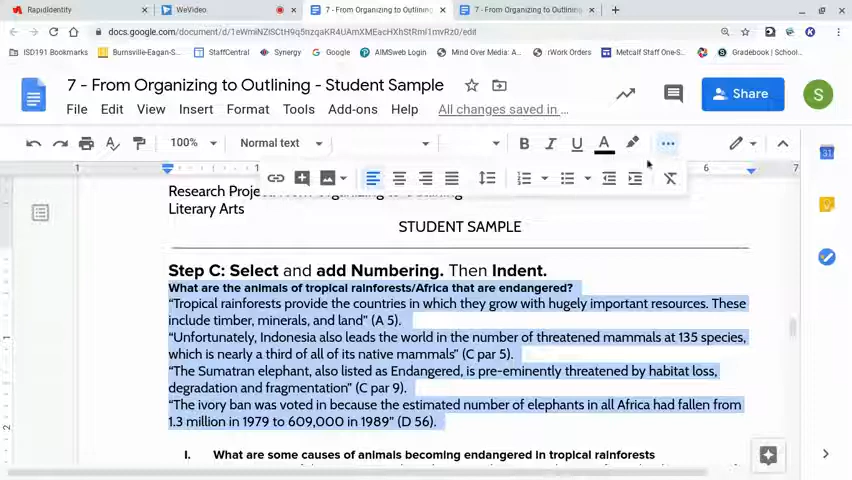 RapidIdentity
WeVideo
7 - From Organizing to Outlining
7 - From Organizing to Outlining
ISD191 Bookmarks
Burnsville-Eagan-S...
StaffCentral
Synergy
Google
AIMSweb Login
Mind Over Media: A...
rWork Orders
Metcalf Staff One-S...
Gradebook | School...
7 - From Organizing to Outlining - Student Sample
Share
S
File Edit View Insert Format Tools Add-ons Help All changes saved in ...
100% Normal text B I U A
1 6 7
Literary Arts
STUDENT SAMPLE
Step C: Select and add Numbering. Then Indent.
What are the animals of tropical rainforests/Africa that are endangered?
“Tropical rainforests provide the countries in which they grow with hugely important resources. These
include timber, minerals, and land” (A 5).
“Unfortunately, Indonesia also leads the world in the number of threatened mammals at 135 species,
which is nearly a third of all of its native mammals” (C par 5).
“The Sumatran elephant, also listed as Endangered, is pre-eminently threatened by habitat loss,
degradation and fragmentation” (C par 9).
“The ivory ban was voted in because the estimated number of elephants in all Africa had fallen from
1.3 million in 1979 to 609,000 in 1989” (D 56).
I. What are some causes of animals becoming endangered in tropical rainforests